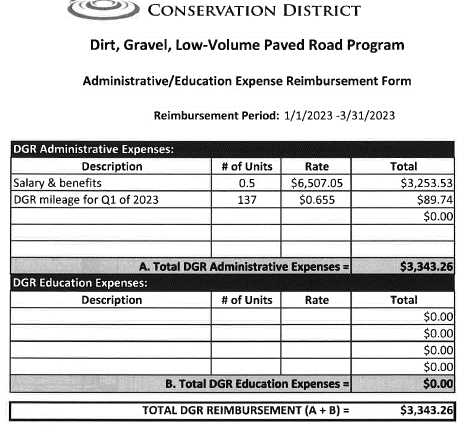 CONSERVATION DISTRICT
Dirt, Gravel, Low-Volume Paved Road Program
Administrative/Education Expense Reimbursement Form
Reimbursement Period: 1/1/2023 -3/31/2023
DGR Administrative Expenses:
Description # of Units Rate Total
Salary & benefits 0.5 $6,507.05 $3,253.53
DGR mileage for Q1 of 2023 137 $0.655 $89.74
$0.00
A. Total DGR Administrative Expenses = $3,343.26
DGR Education Expenses:
Description # of Units Rate Total
$0.00
$0.00
$0.00
$0.00
B. Total DGR Education Expenses = $0.00
TOTAL DGR REIMBURSEMENT (A + B) = $3,343.26